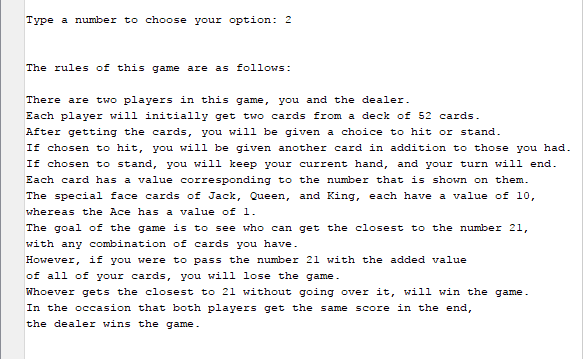 Type a number to choose your option: 2
The rules of this game are as follows:
There are two players in this game, you and the dealer.
Each player will initially get two cards from a deck of 52 cards.
After getting the cards, you will be given a choice to hit or stand.
If chosen to hit, you will be given another card in addition to those you had.
If chosen to stand, you will keep your current hand, and your turn will end.
Each card has a value corresponding to the number that is shown on them.
The special face cards of Jack, Queen, and King, each have a value of 10,
whereas the Ace has a value of 1.
The goal of the game is to see who can get the closest to the number 21,
with any combination of cards you have.
However, if you were to pass the number 21 with the added value
of all of your cards, you will lose the game.
Whoever gets the closest to 21 without going over it, will win the game.
In the occasion that both players get the same score in the end,
the dealer wins the game.